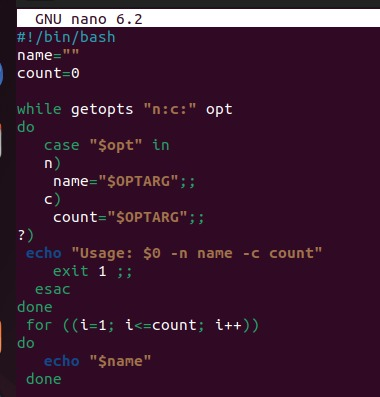 GNU nano 6.2
#!/bin/bash
name=""
count=0
while getopts "n:c:" opt
do
case "$opt" in
n)
name="$OPTARG";;
c)
count="$OPTARG";;
?)
echo "Usage: $0 -n name -c count"
exit 1 ;;
esac
done
for ((i=1; i<=count; i++))
do
echo "$name"
done